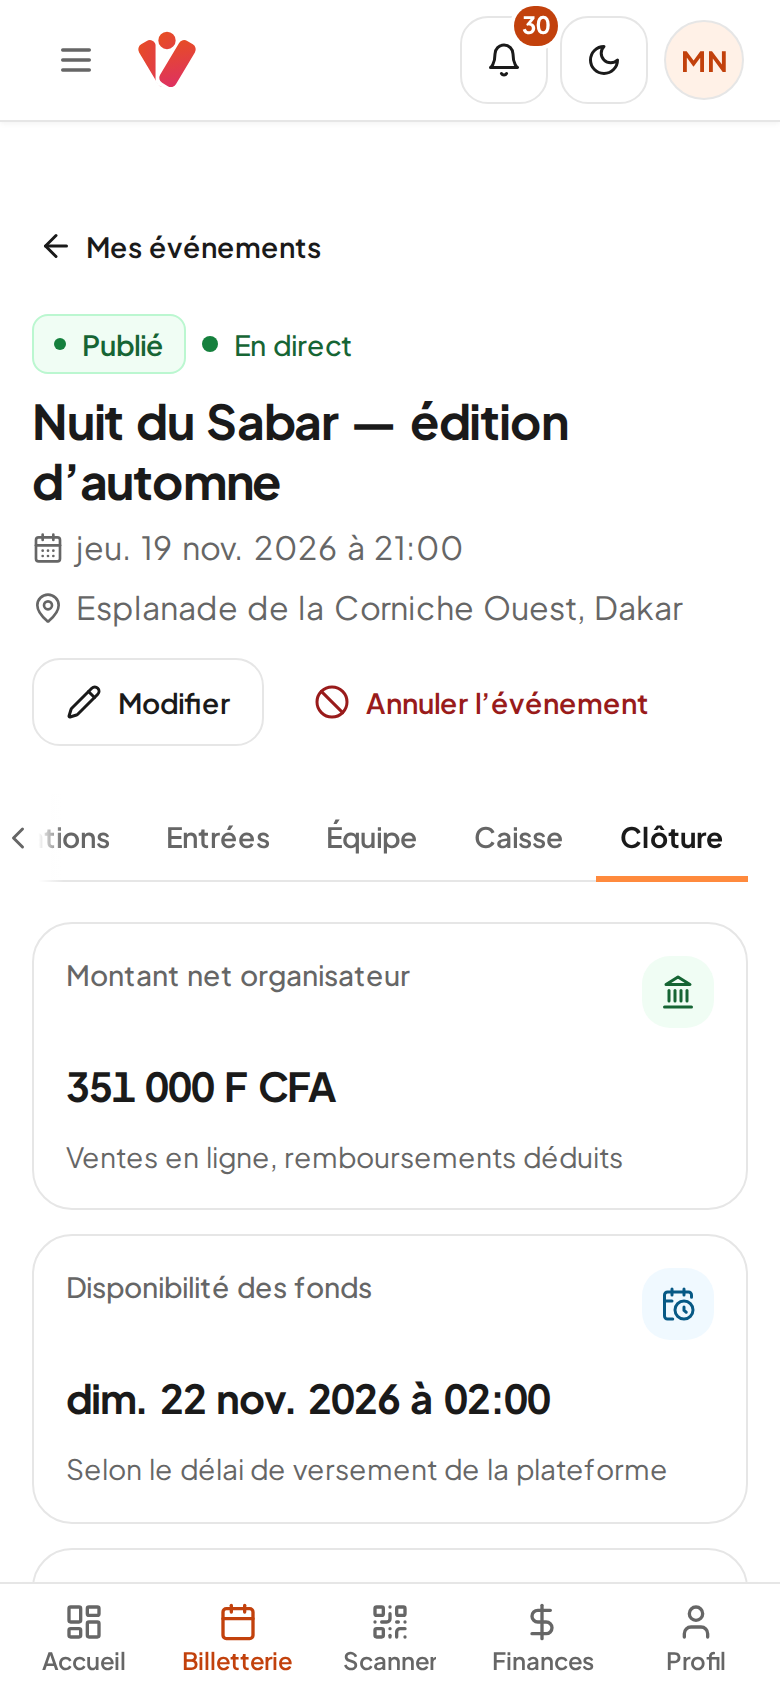 30
MN
Mes événements
Publié
En direct
Nuit du Sabar — édition
d’automne
jeu. 19 nov. 2026 à 21:00
Esplanade de la Corniche Ouest, Dakar
Modifier
Annuler l’événement
tions
Entrées
Équipe
Caisse
Clôture
Montant net organisateur
351 000 F CFA
Ventes en ligne, remboursements déduits
Disponibilité des fonds
dim. 22 nov. 2026 à 02:00
Selon le délai de versement de la plateforme
Accueil
Billetterie
Scanner
Finances
Profil